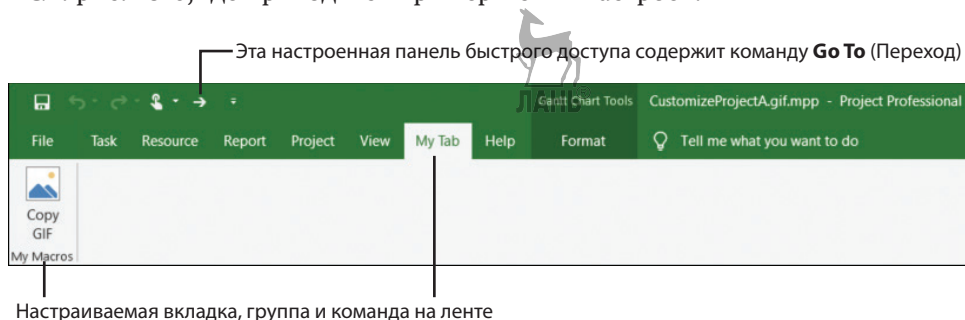 Эта настроенная панель быстрого доступа содержит команду Go To (Переход)
ЛАНЬ®
Gantt Chart Tools CustomizeProjectA.gif.mpp - Project Professional
File Task Resource Report Project View My Tab Help Format Tell me what you want to do
Copy
GIF
My Macros
Настраиваемая вкладка, группа и команда на ленте